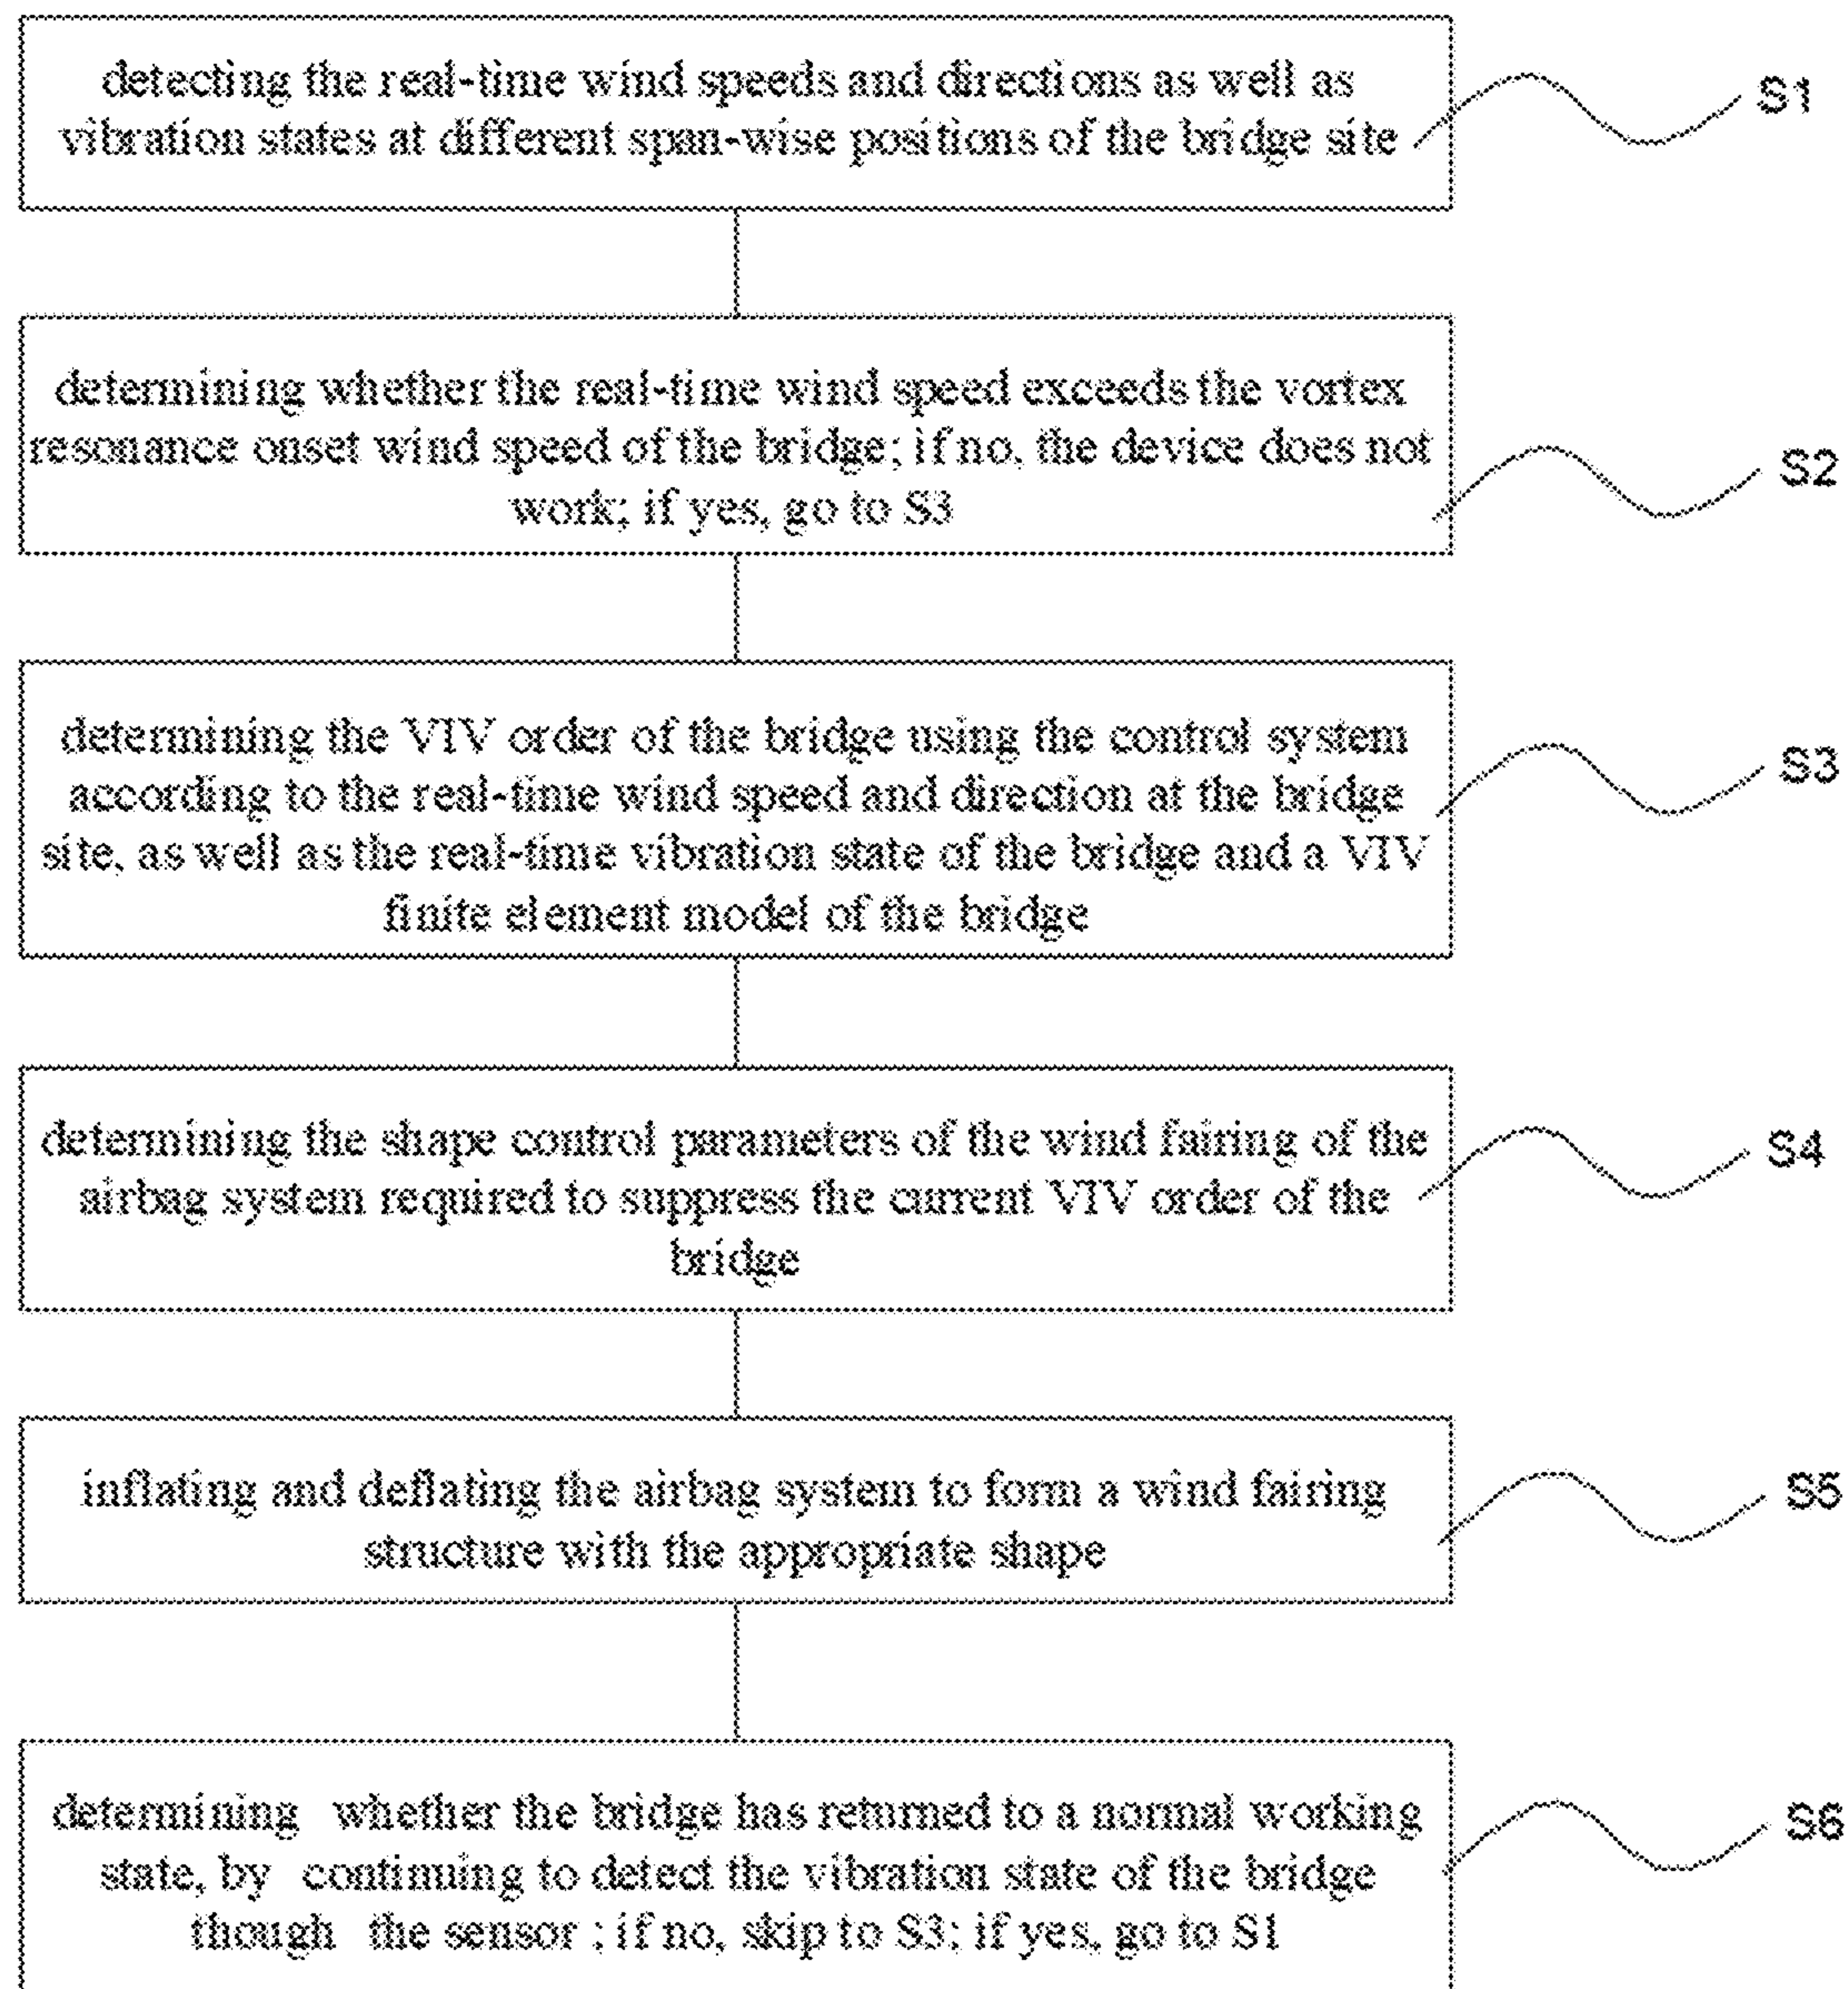 detecting the real-time wind speeds and directions as well as
vibration states at different span-wise positions of the bridge site
S1
determining whether the real-time wind speed exceeds the vortex
resonance onset wind speed of the bridge; if no, the device does not
work; if yes, go to S3
S2
determining the VIV order of the bridge using the control system
according to the real-time wind speed and direction at the bridge
site, as well as the real-time vibration state of the bridge and a VIV
finite element model of the bridge
S3
determining the shape control parameters of the wind fairing of the
airbag system required to suppress the current VIV order of the
bridge
S4
inflating and deflating the airbag system to form a wind fairing
structure with the appropriate shape
S5
determining whether the bridge has returned to a normal working
state, by continuing to detect the vibration state of the bridge
though the sensor ; if no, skip to S3; if yes, go to S1
S6